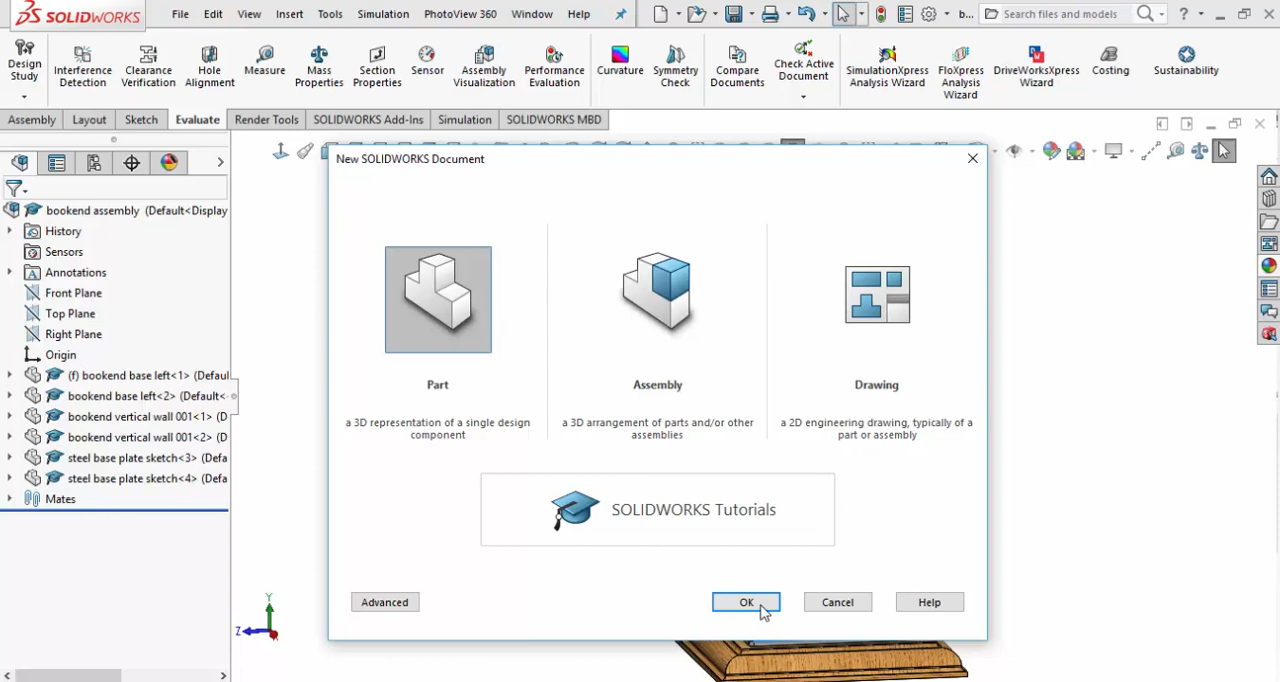 SOLIDWORKS
File Edit View Insert Tools Simulation PhotoView 360 Window Help
b...
Search files and models
?
Design Study
Interference Detection
Clearance Verification
Hole Alignment
Measure
Mass Properties
Section Properties
Sensor
Assembly Visualization
Performance Evaluation
Curvature
Symmetry Check
Compare Documents
Check Active Document
SimulationXpress Analysis Wizard
FloXpress Analysis Wizard
DriveWorksXpress Wizard
Costing
Sustainability
Assembly Layout Sketch Evaluate Render Tools SOLIDWORKS Add-Ins Simulation SOLIDWORKS MBD
bookend assembly (Default<Display
History
Sensors
Annotations
Front Plane
Top Plane
Right Plane
Origin
(f) bookend base left<1> (Defaul
bookend base left<2> (Default<
bookend vertical wall 001<1> (D
bookend vertical wall 001<2> (D
steel base plate sketch<3> (Defa
steel base plate sketch<4> (Defa
Mates
Y
Z
New SOLIDWORKS Document
Part
a 3D representation of a single design
component
Assembly
a 3D arrangement of parts and/or other
assemblies
Drawing
a 2D engineering drawing, typically of a
part or assembly
SOLIDWORKS Tutorials
Advanced OK Cancel Help